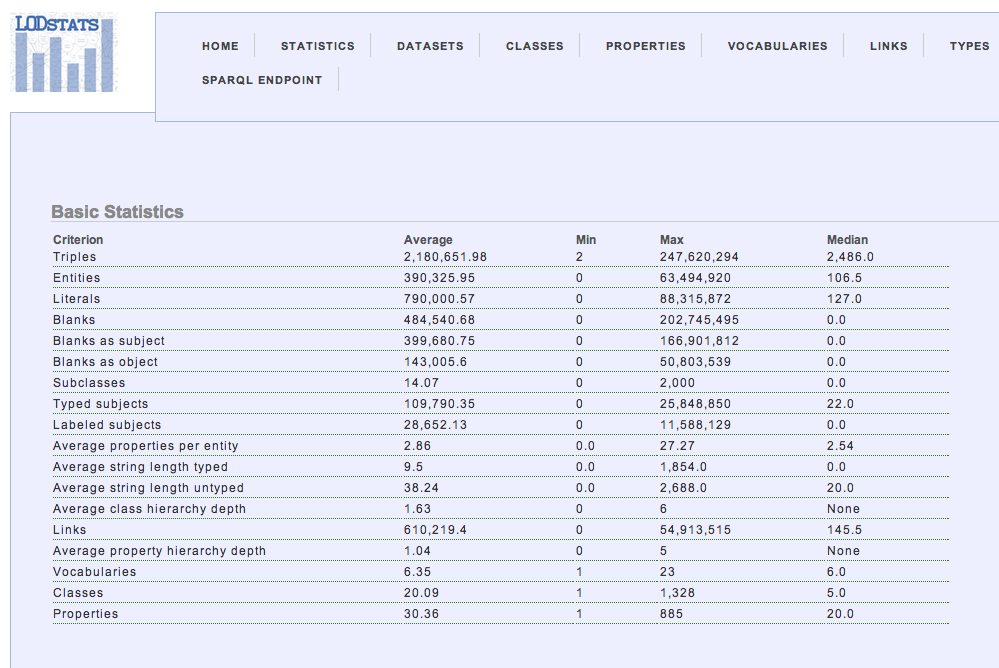 LODSTATS
HOME STATISTICS DATASETS CLASSES PROPERTIES VOCABULARIES LINKS TYPES
SPARQL ENDPOINT
Basic Statistics
Criterion Average Min Max Median
Triples 2,180,651.98 2 247,620,294 2,486.0
Entities 390,325.95 0 63,494,920 106.5
Literals 790,000.57 0 88,315,872 127.0
Blanks 484,540.68 0 202,745,495 0.0
Blanks as subject 399,680.75 0 166,901,812 0.0
Blanks as object 143,005.6 0 50,803,539 0.0
Subclasses 14.07 0 2,000 0.0
Typed subjects 109,790.35 0 25,848,850 22.0
Labeled subjects 28,652.13 0 11,588,129 0.0
Average properties per entity 2.86 0.0 27.27 2.54
Average string length typed 9.5 0.0 1,854.0 0.0
Average string length untyped 38.24 0.0 2,688.0 20.0
Average class hierarchy depth 1.63 0 6 None
Links 610,219.4 0 54,913,515 145.5
Average property hierarchy depth 1.04 0 5 None
Vocabularies 6.35 1 23 6.0
Classes 20.09 1 1,328 5.0
Properties 30.36 1 885 20.0